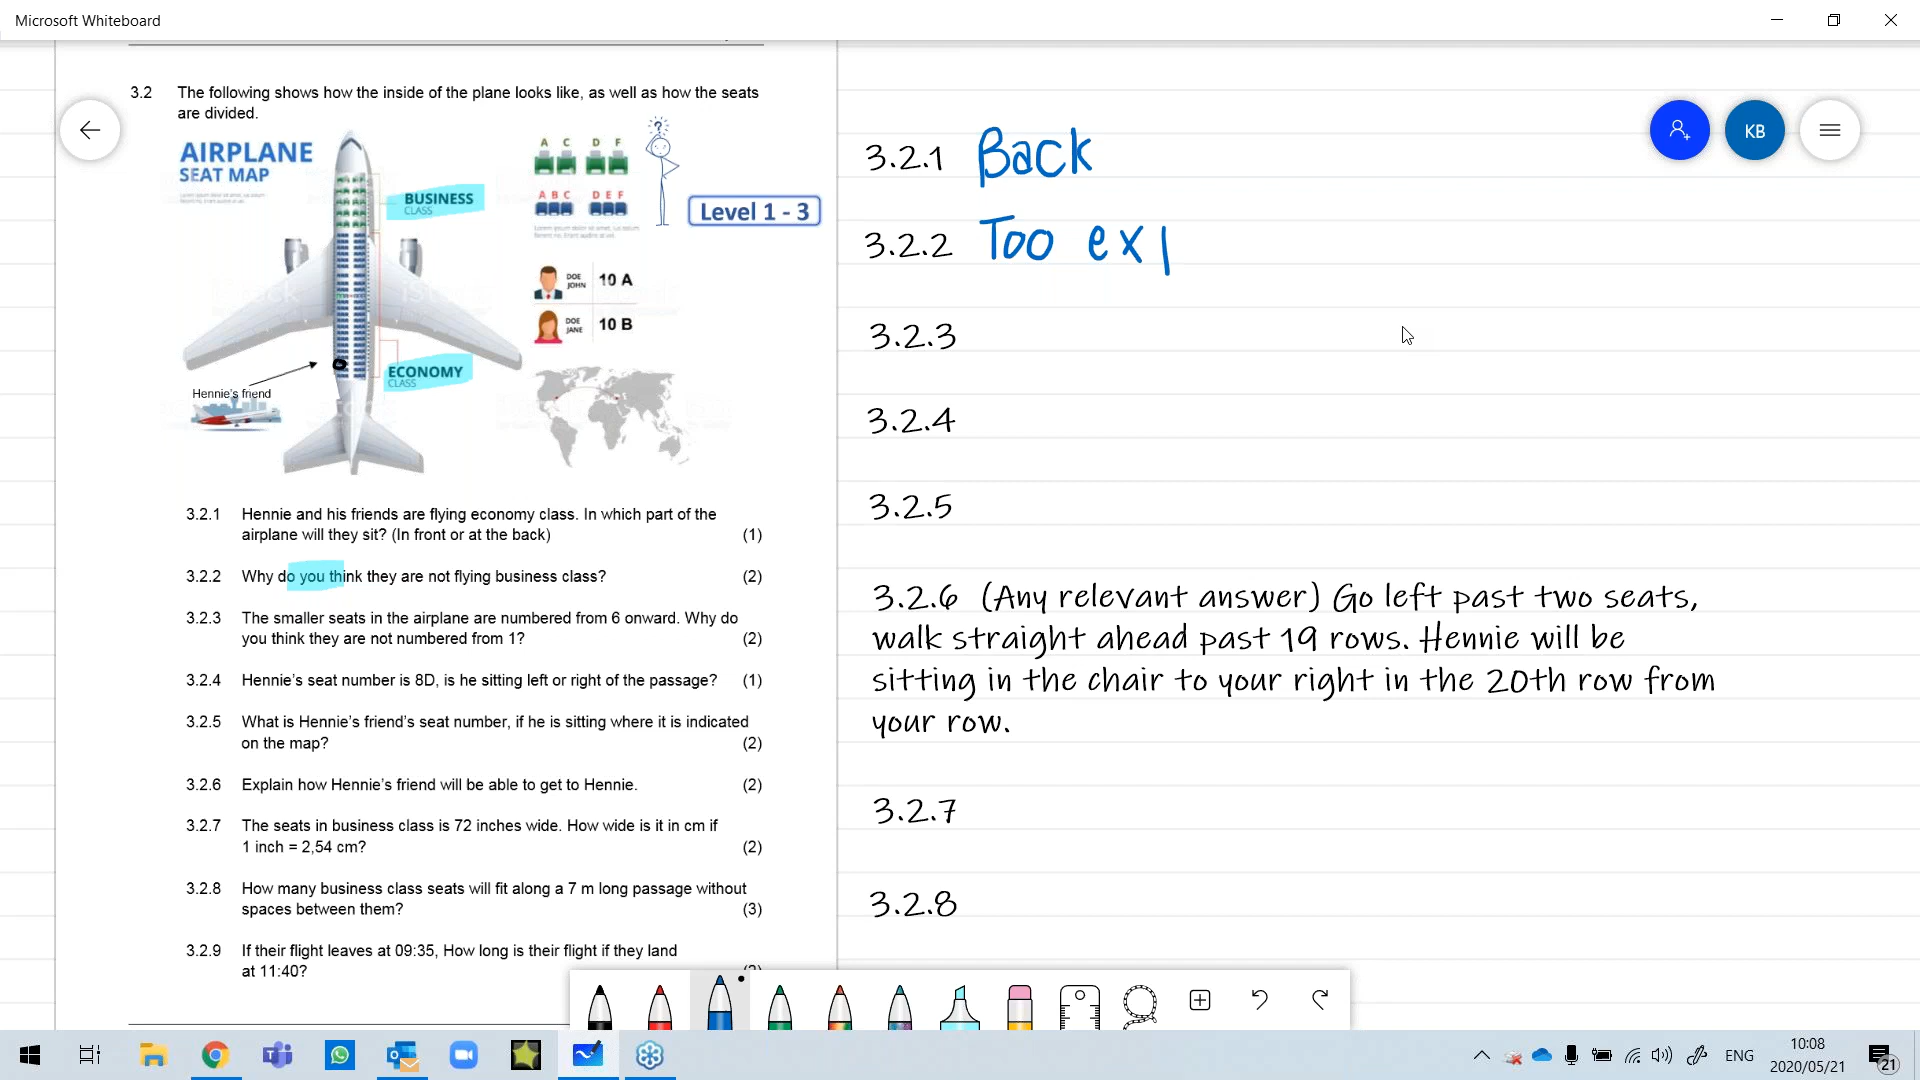 Microsoft Whiteboard
3.2 The following shows how the inside of the plane looks like, as well as how the seats
are divided.
AIRPLANE
SEAT MAP
BUSINESS
CLASS
ECONOMY
CLASS
Hennie's friend
A C D F
A B C D E F
DOE
JOHN 10 A
DOE
JANE 10 B
?
Level 1 - 3
3.2.1 Hennie and his friends are flying economy class. In which part of the
airplane will they sit? (In front or at the back) (1)
3.2.2 Why do you think they are not flying business class? (2)
3.2.3 The smaller seats in the airplane are numbered from 6 onward. Why do
you think they are not numbered from 1? (2)
3.2.4 Hennie's seat number is 8D, is he sitting left or right of the passage? (1)
3.2.5 What is Hennie's friend's seat number, if he is sitting where it is indicated
on the map? (2)
3.2.6 Explain how Hennie's friend will be able to get to Hennie. (2)
3.2.7 The seats in business class is 72 inches wide. How wide is it in cm if
1 inch = 2,54 cm? (2)
3.2.8 How many business class seats will fit along a 7 m long passage without
spaces between them? (3)
3.2.9 If their flight leaves at 09:35, How long is their flight if they land
at 11:40?
3.2.1 Back
3.2.2 Too exp
3.2.3
3.2.4
3.2.5
3.2.6 (Any relevant answer) Go left past two seats,
walk straight ahead past 19 rows. Hennie will be
sitting in the chair to your right in the 20th row from
your row.
3.2.7
3.2.8
KB
ENG
10:08
2020/05/21
21